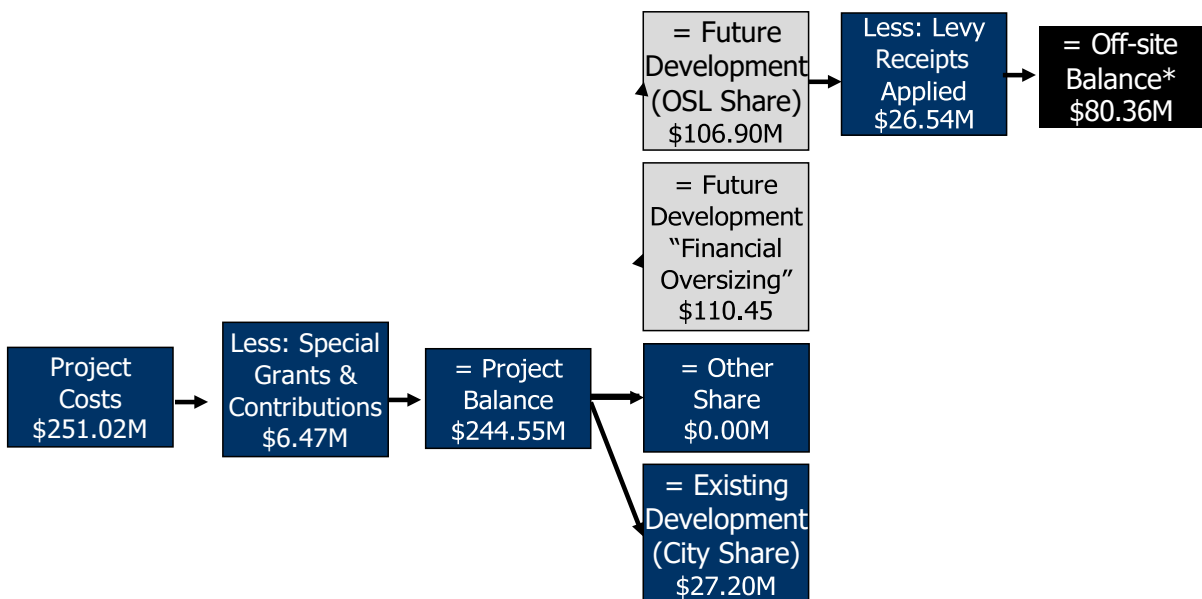 Project
Costs
$251.02M
Less: Special
Grants &
Contributions
$6.47M
= Project
Balance
$244.55M
= Future
Development
(OSL Share)
$106.90M
Less: Levy
Receipts
Applied
$26.54M
= Off-site
Balance*
$80.36M
= Future
Development
“Financial
Oversizing”
$110.45
= Other
Share
$0.00M
= Existing
Development
(City Share)
$27.20M